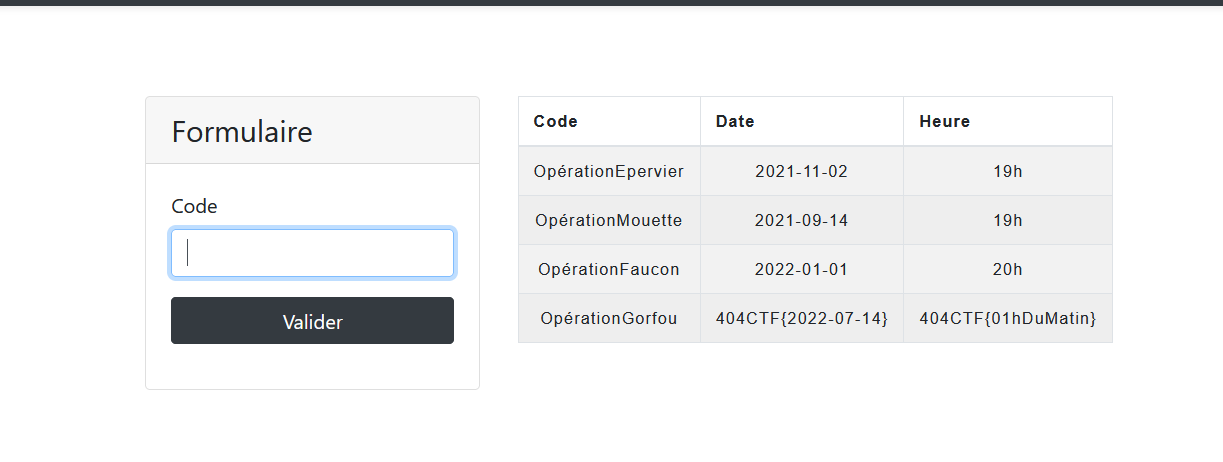 Formulaire
Code
Valider
Code Date Heure
OpérationEpervier 2021-11-02 19h
OpérationMouette 2021-09-14 19h
OpérationFaucon 2022-01-01 20h
OpérationGorfou 404CTF{2022-07-14} 404CTF{01hDuMatin}